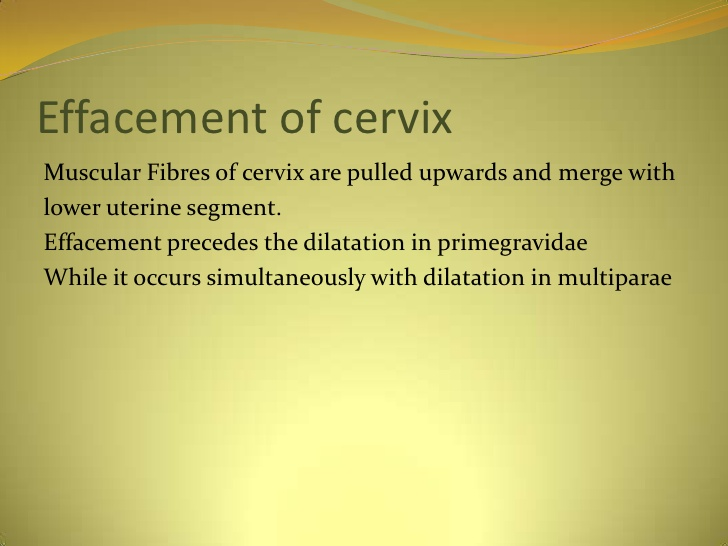 Effacement of cervix
Muscular Fibres of cervix are pulled upwards and merge with
lower uterine segment.
Effacement precedes the dilatation in primegravidae
While it occurs simultaneously with dilatation in multiparae